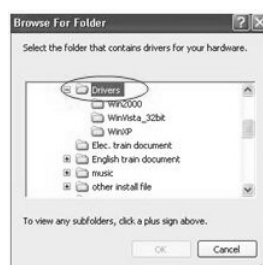 Browse For Folder
Select the folder that contains drivers for your hardware.
Drivers
Win2000
WinVista_32bit
WinXP
Elec. train document
English train document
music
other install file
To view any subfolders, click a plus sign above.
OK
Cancel